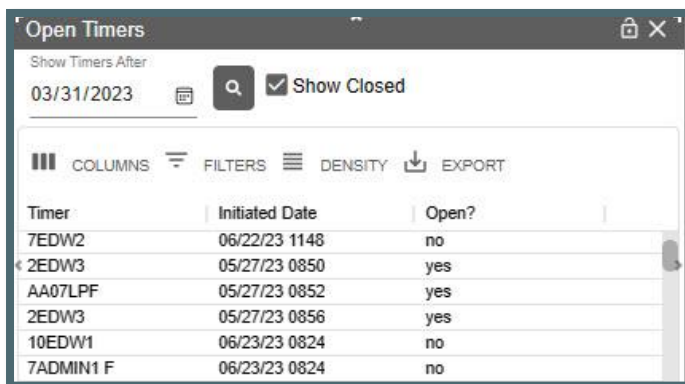 Open Timers
Show Timers After
03/31/2023 Show Closed
COLUMNS FILTERS DENSITY EXPORT
Timer Initiated Date Open?
7EDW2 06/22/23 1148 no
2EDW3 05/27/23 0850 yes
AA07LPF 05/27/23 0852 yes
2EDW3 05/27/23 0856 yes
10EDW1 06/23/23 0824 no
7ADMIN1 F 06/23/23 0824 no